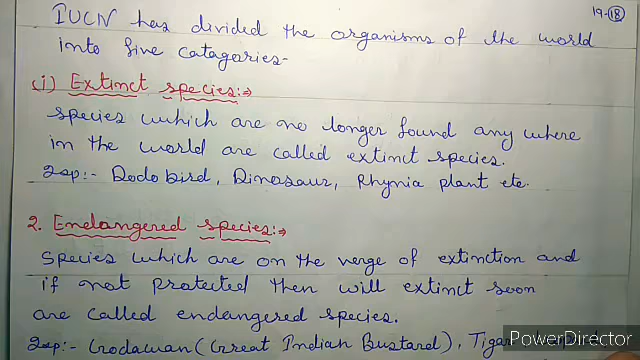 19-18
IUCN has divided the organisms of the world
into five catagories-
(i) Extinct species:→
Species which are no longer found any where
in the world are called extinct species.
Exp:- Dodo bird, Dinosaur, Rhynia plant etc.
2. Endangered species:→
Species which are on the verge of extinction and
if not protected then will extinct soon
are called endangered species.
Exp:- Godawan (Great Indian Bustard), Tiger,
PowerDirector